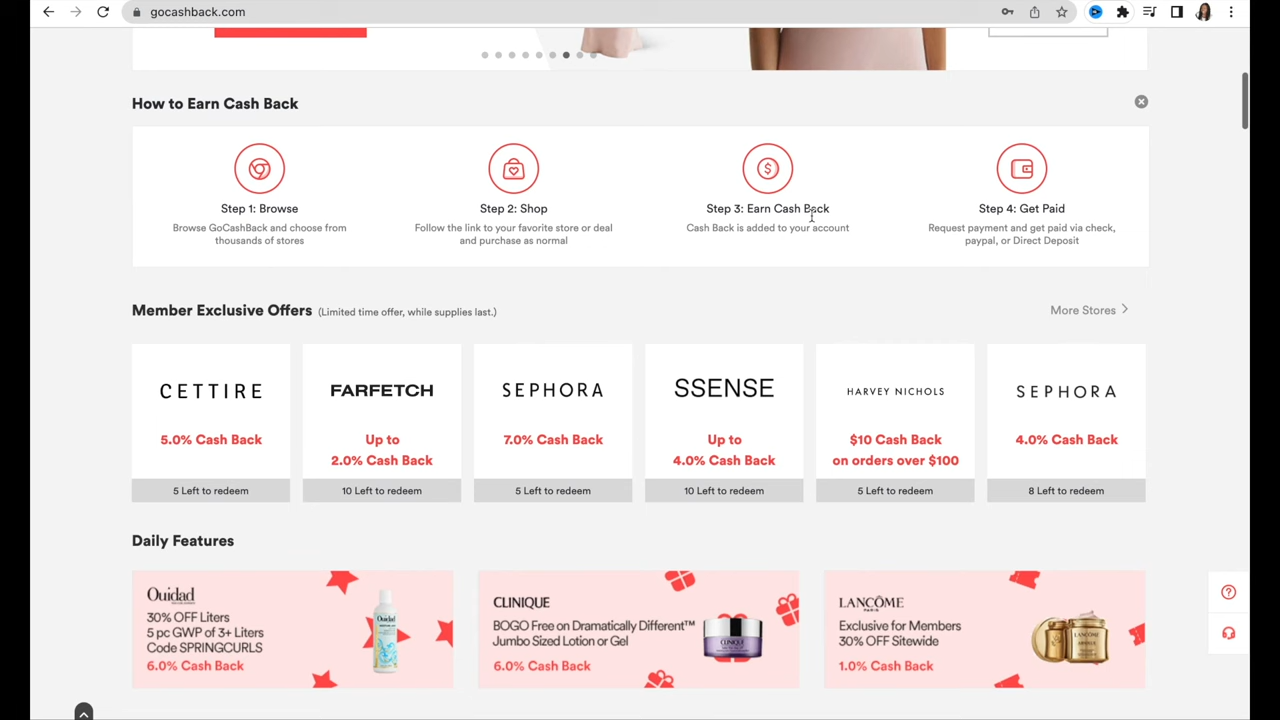 gocashback.com
How to Earn Cash Back
Step 1: Browse
Browse GoCashBack and choose from
thousands of stores
Step 2: Shop
Follow the link to your favorite store or deal
and purchase as normal
Step 3: Earn Cash Back
Cash Back is added to your account
Step 4: Get Paid
Request payment and get paid via check,
paypal, or Direct Deposit
Member Exclusive Offers (Limited time offer, while supplies last.)
More Stores
CETTIRE
5.0% Cash Back
5 Left to redeem
FARFETCH
Up to
2.0% Cash Back
10 Left to redeem
SEPHORA
7.0% Cash Back
5 Left to redeem
SSENSE
Up to
4.0% Cash Back
10 Left to redeem
HARVEY NICHOLS
$10 Cash Back
on orders over $100
5 Left to redeem
SEPHORA
4.0% Cash Back
8 Left to redeem
Daily Features
Ouidad
30% OFF Liters
5 pc GWP of 3+ Liters
Code SPRINGCURLS
6.0% Cash Back
Ouidad
CLINIQUE
BOGO Free on Dramatically Different™
Jumbo Sized Lotion or Gel
6.0% Cash Back
CLINIQUE
LANCÔME
PARIS
Exclusive for Members
30% OFF Sitewide
1.0% Cash Back